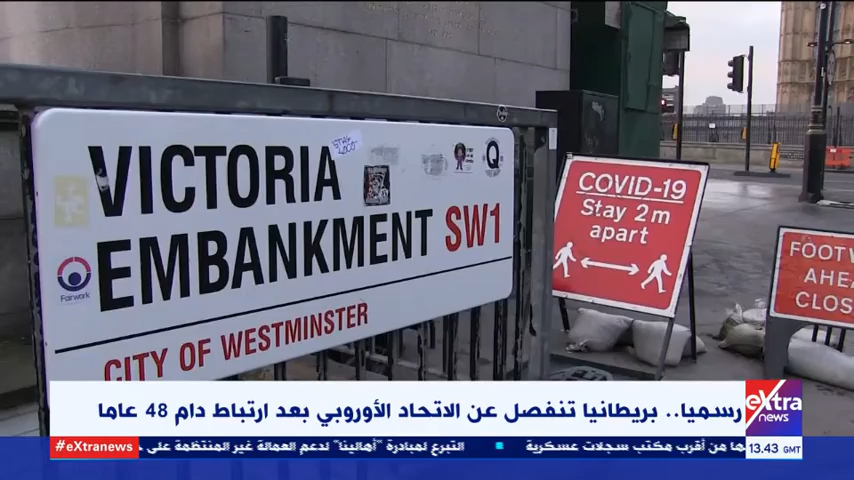 VICTORIA
EMBANKMENT SW1
CITY OF WESTMINSTER
Fairwork
Q
COVID-19
Stay 2m
apart
FOOTW
AHEA
CLOS
رسميا.. بريطانيا تنفصل عن الاتحاد الأوروبي بعد ارتباط دام 48 عاما
eXtra
news
13.43 GMT
#eXtranews
التبرع لمبادرة "أهالينا" لدعم العمالة غير المنتظمة على
ها من أقرب مكتب سجلات عسكرية